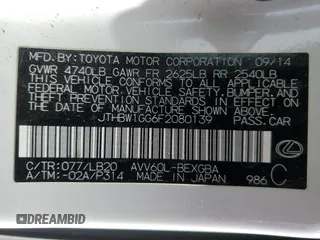 MFD. BY: TOYOTA MOTOR CORPORATION 09/14
GVWR 4740LB GAWR FR 2625LB RR 2540LB
THIS VEHICLE CONFORMS TO ALL APPLICABLE
FEDERAL MOTOR VEHICLE SAFETY, BUMPER, AND
THEFT PREVENTION STANDARDS IN EFFECT ON
THE DATE OF MANUFACTURE SHOWN ABOVE.
JTHBW1GG6F2080139 PASS.CAR
C/TR: 077/LB20 AVV60L-BEXGBA
A/TM: -02A/P314 MADE IN JAPAN 986 C
DEALERSHIP.CC